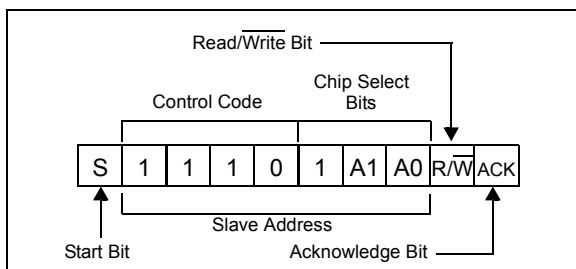 Read/Write Bit
Chip Select
Bits
Control Code
S 1 1 1 0 1 A1 A0 R/W ACK
Slave Address
Start Bit Acknowledge Bit